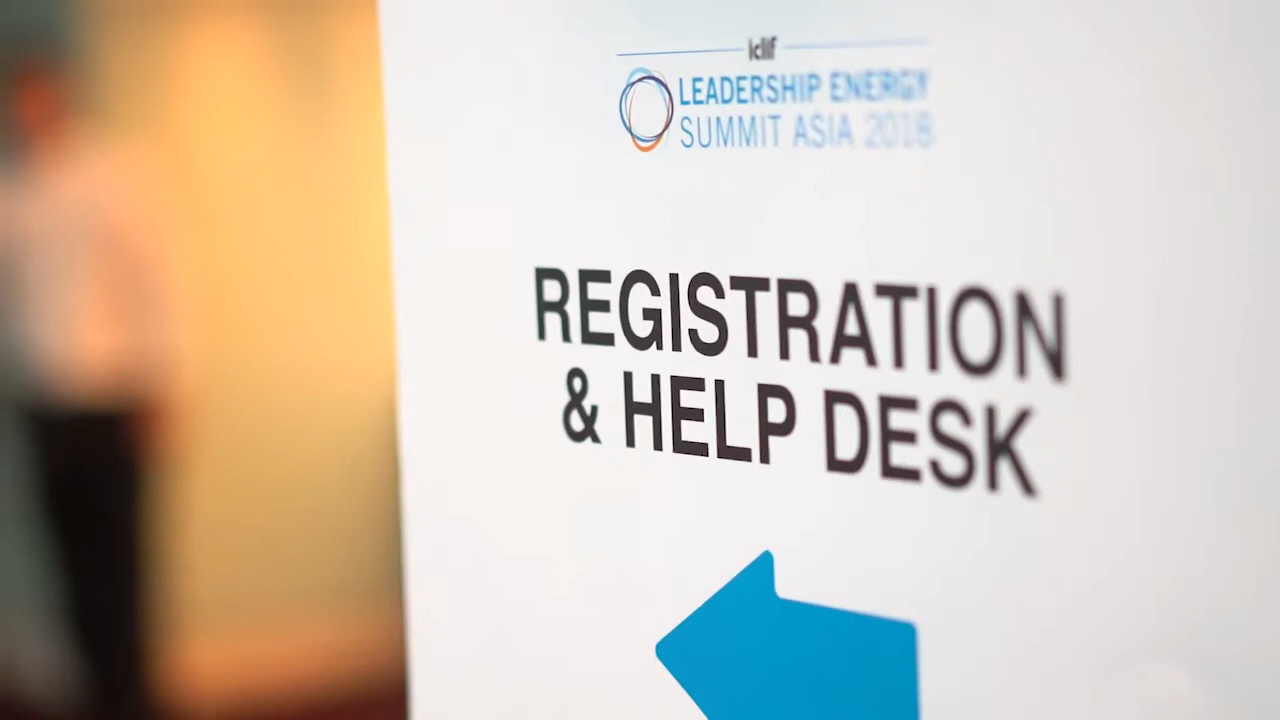 iclif
LEADERSHIP ENERGY
SUMMIT ASIA 2018
REGISTRATION
& HELP DESK